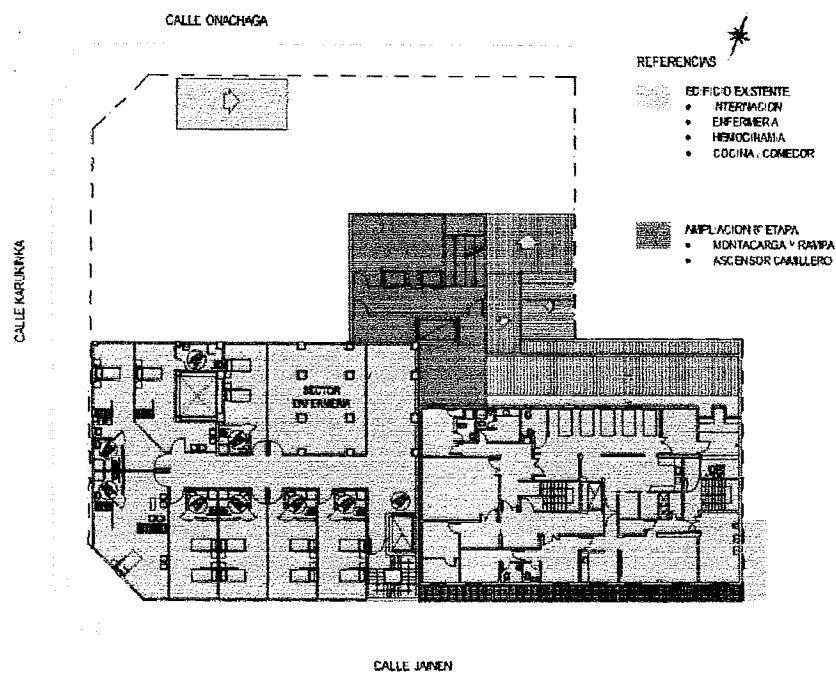 CALLE ONACHAGA
REFERENCIAS
EDIFICIO EXISTENTE
• INTERNACION
• ENFERMERIA
• HEMODINAMIA
• COCINA / COMEDOR
AMPLIACION 6° ETAPA
• MONTACARGA Y RAMPA
• ASCENSOR CAMILLERO
CALLE KARUKINKA
SECTOR
ENFERMERIA
CALLE JAINEN